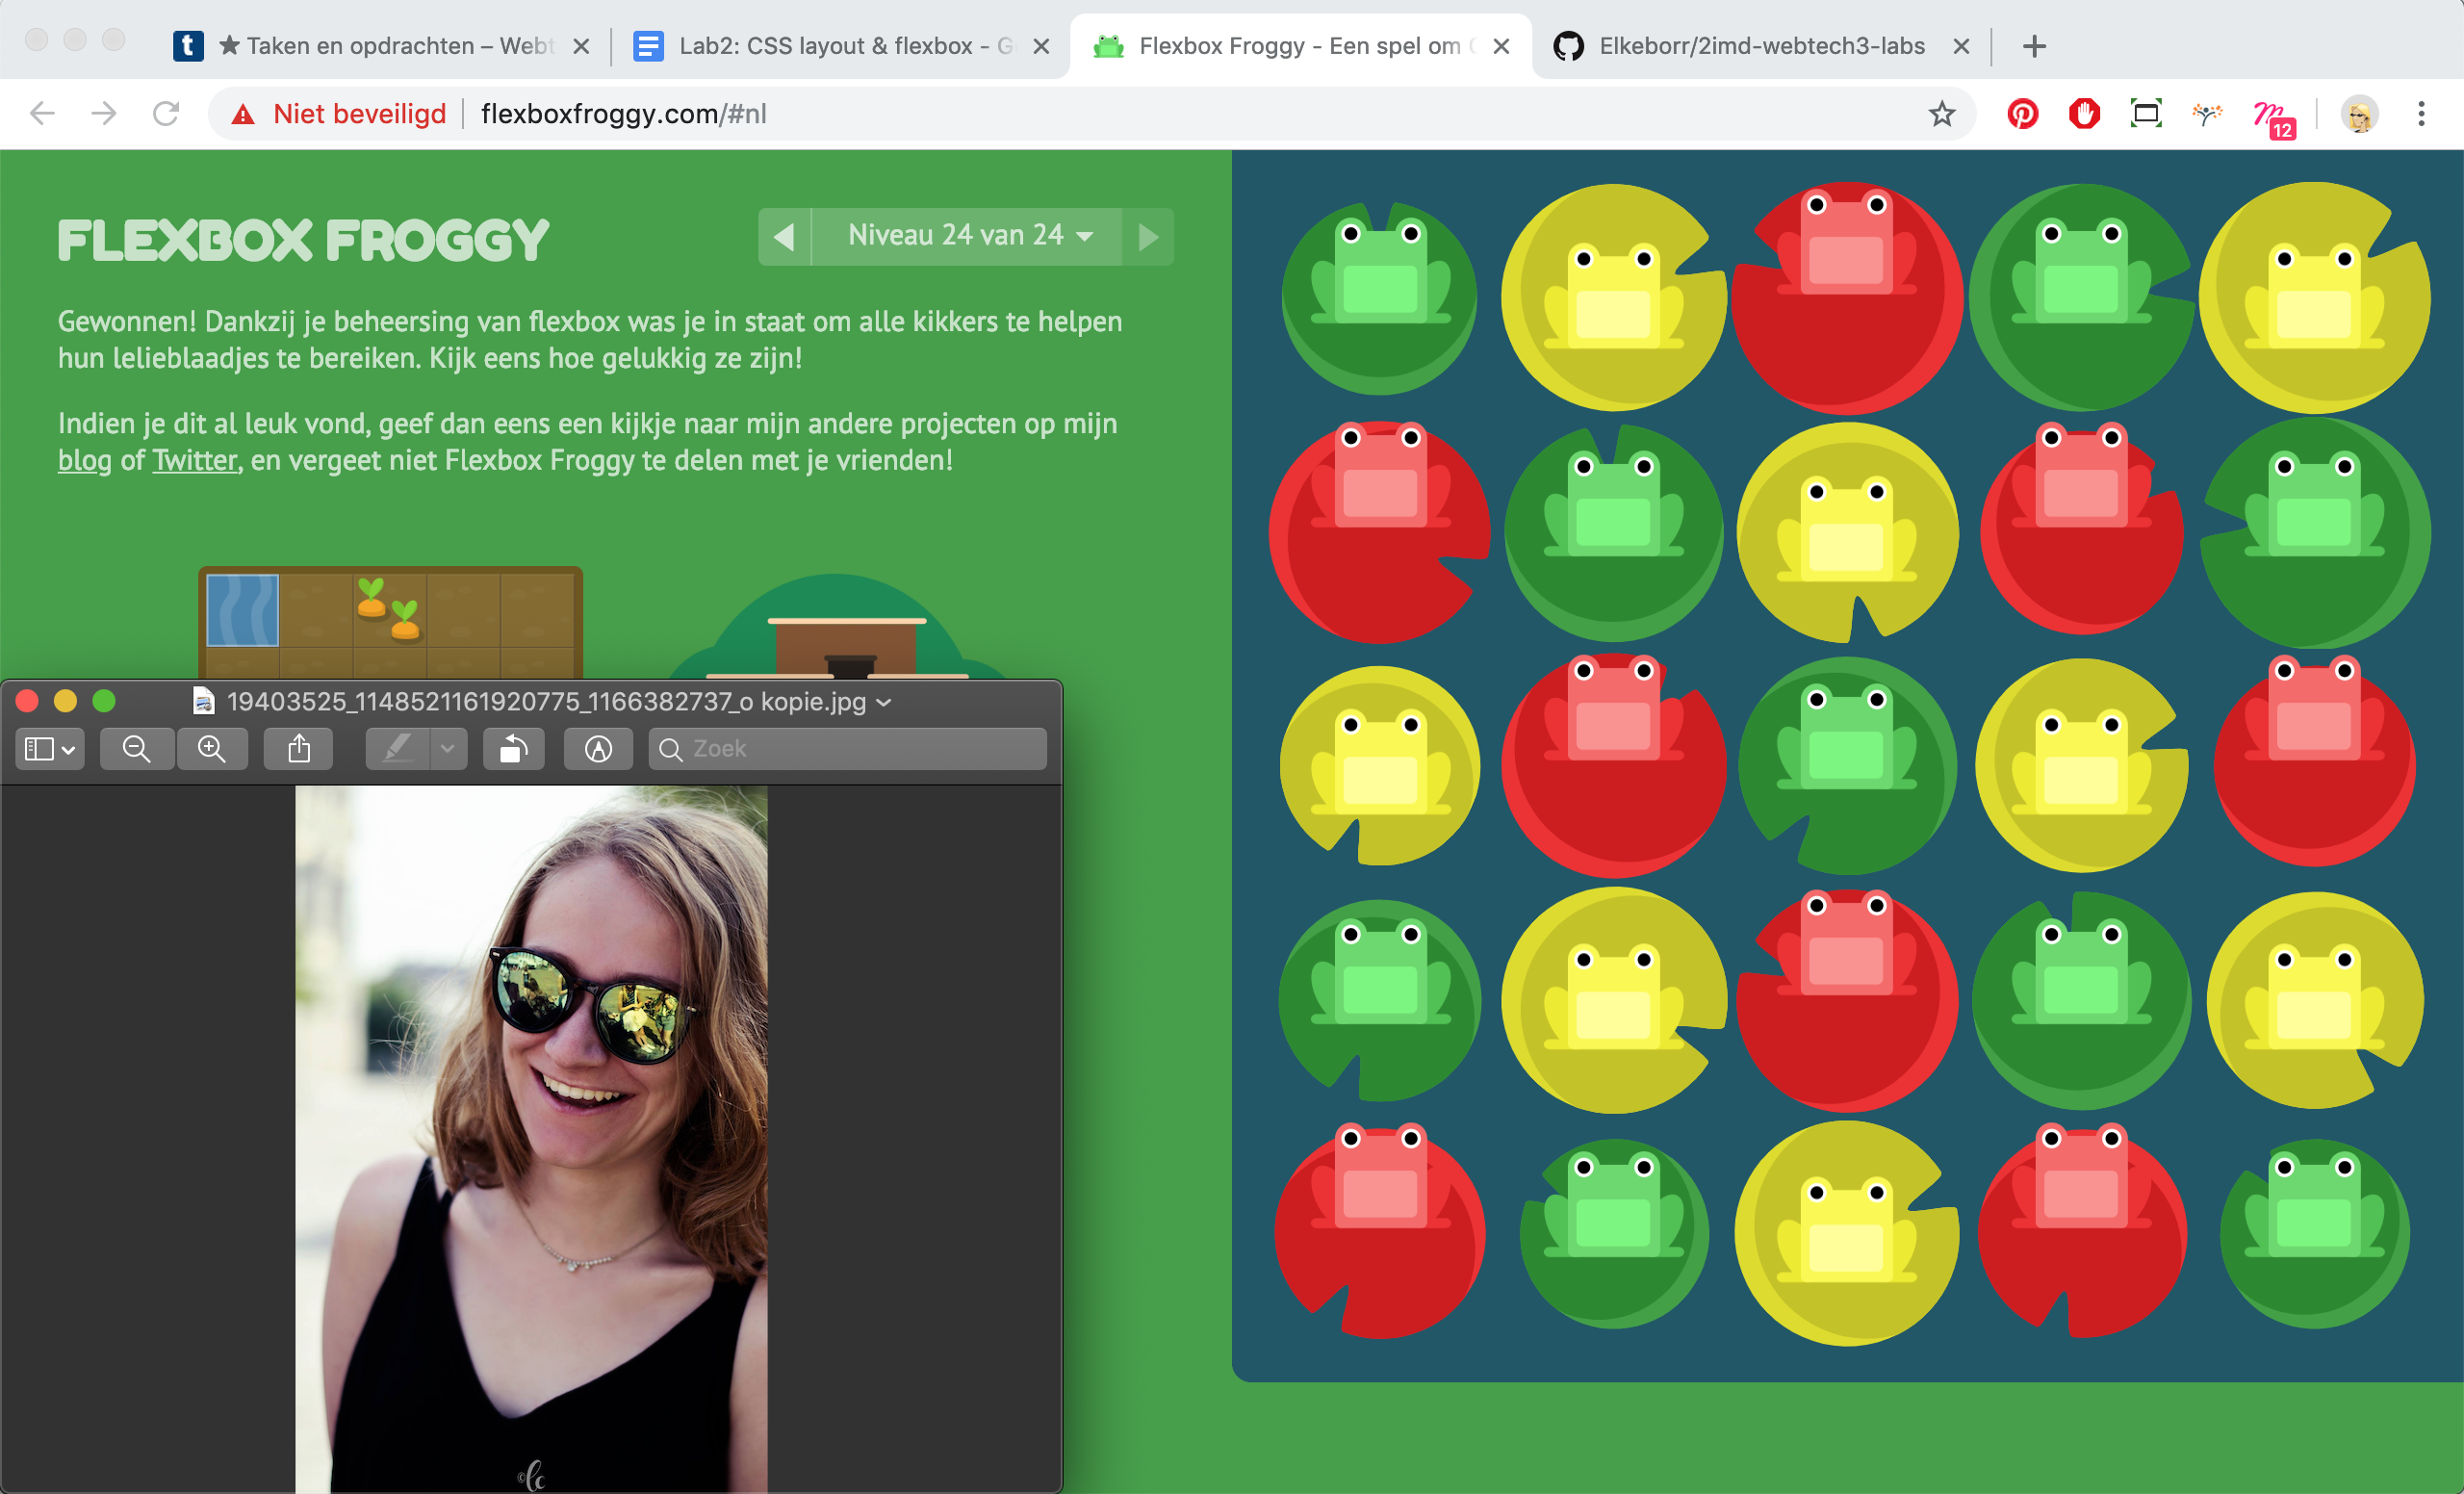 ★ Taken en opdrachten – Webt
Lab2: CSS layout & flexbox - G
Flexbox Froggy - Een spel om
Elkeborr/2imd-webtech3-labs
Niet beveiligd
flexboxfroggy.com/#nl
12
FLEXBOX FROGGY
Niveau 24 van 24
Gewonnen! Dankzij je beheersing van flexbox was je in staat om alle kikkers te helpen
hun lelieblaadjes te bereiken. Kijk eens hoe gelukkig ze zijn!
Indien je dit al leuk vond, geef dan eens een kijkje naar mijn andere projecten op mijn
blog of Twitter, en vergeet niet Flexbox Froggy te delen met je vrienden!
19403525_1148521161920775_1166382737_o kopie.jpg
Zoek